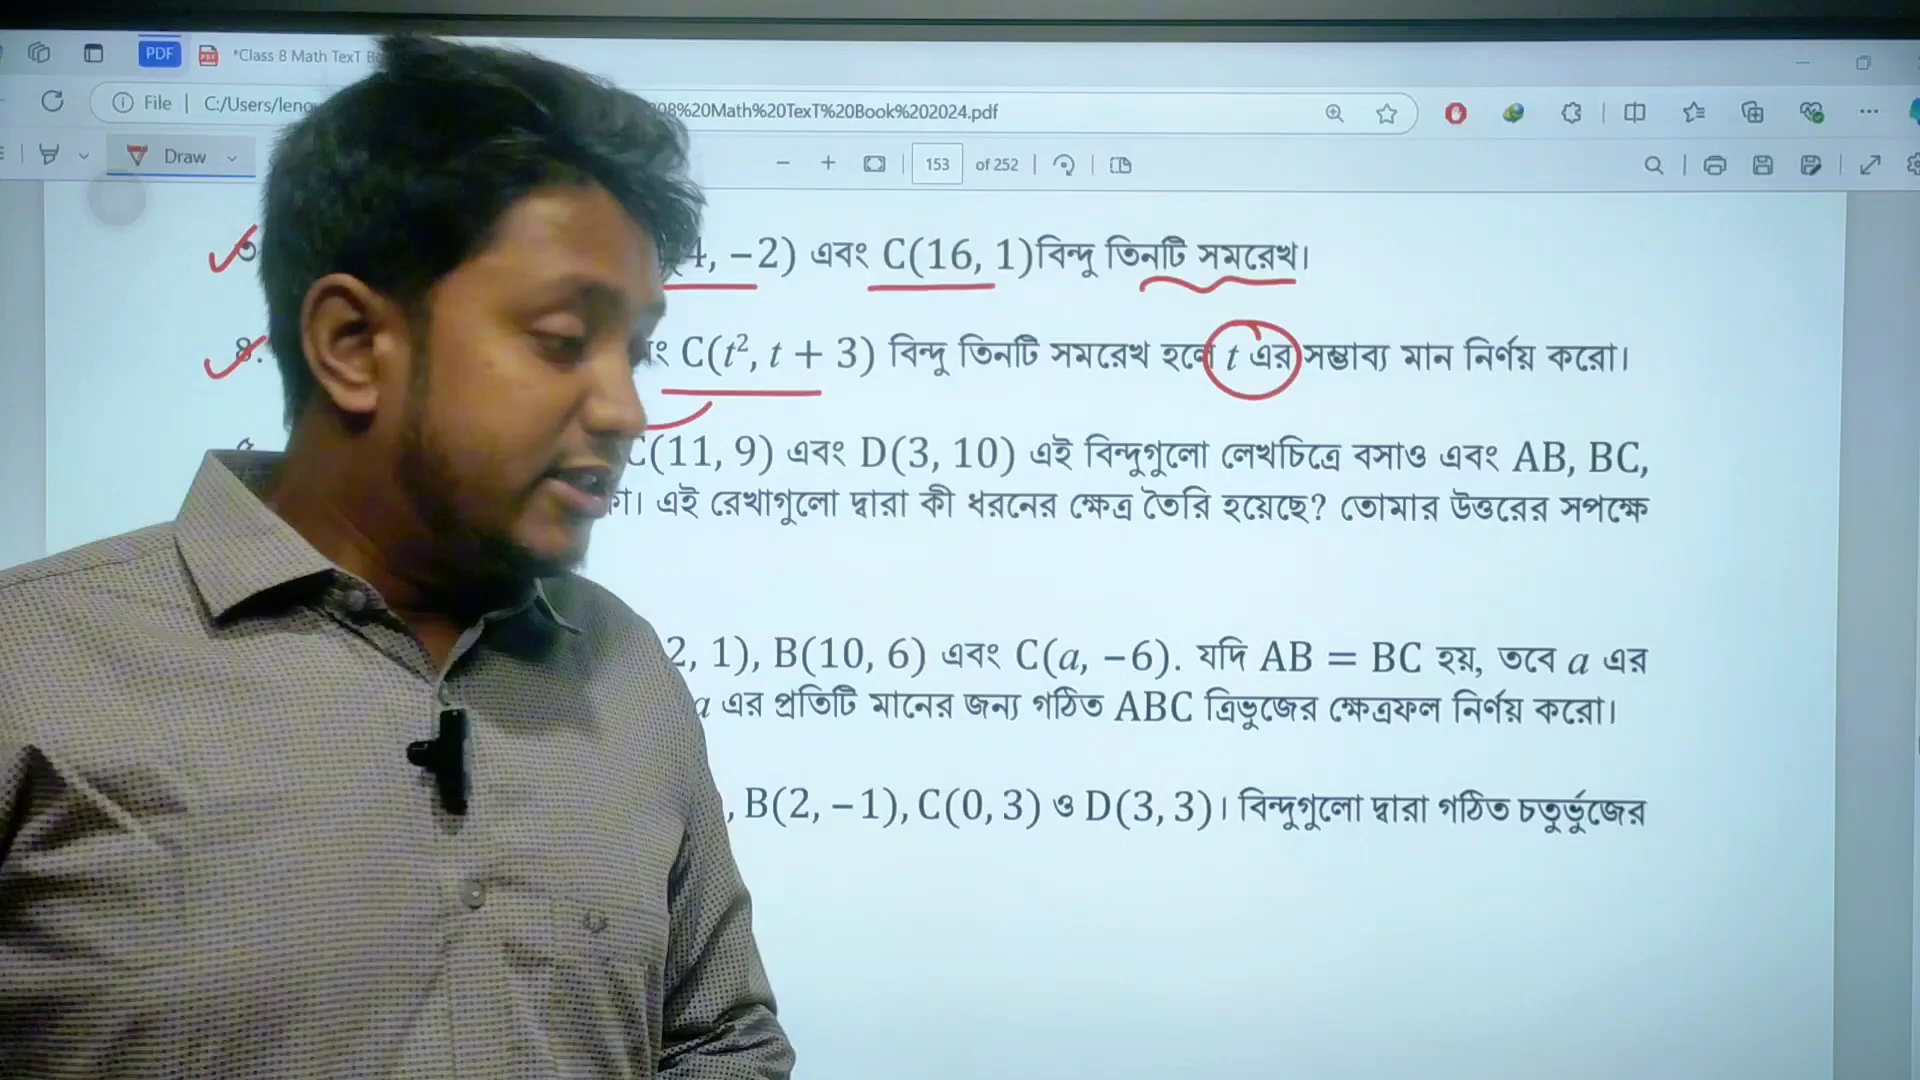 PDF
*Class 8 Math TexT B
File
C:/Users/leno
08%20Math%20TexT%20Book%202024.pdf
Draw
153 of 252
৩
4, −2) এবং C(16, 1)বিন্দু তিনটি সমরেখ।
৪.
C(t², t + 3) বিন্দু তিনটি সমরেখ হলে t এর সম্ভাব্য মান নির্ণয় করো।
C(11, 9) এবং D(3, 10) এই বিন্দুগুলো লেখচিত্রে বসাও এবং AB, BC,
এই রেখাগুলো দ্বারা কী ধরনের ক্ষেত্র তৈরি হয়েছে? তোমার উত্তরের সপক্ষে
2, 1), B(10, 6) এবং C(a, −6). যদি AB = BC হয়, তবে a এর
a এর প্রতিটি মানের জন্য গঠিত ABC ত্রিভুজের ক্ষেত্রফল নির্ণয় করো।
, B(2, −1), C(0, 3) ও D(3, 3)। বিন্দুগুলো দ্বারা গঠিত চতুর্ভুজের